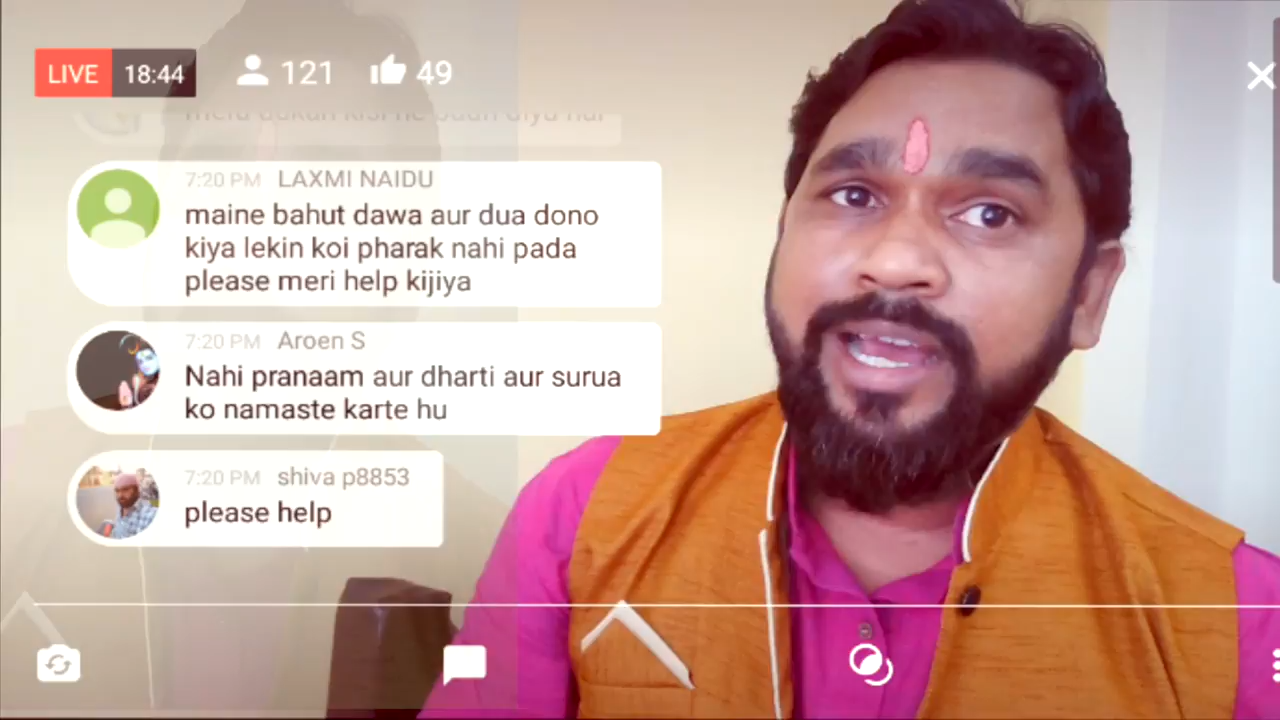 LIVE 18:44 121 49
7:20 PM LAXMI NAIDU
maine bahut dawa aur dua dono
kiya lekin koi pharak nahi pada
please meri help kijiya
7:20 PM Aroen S
Nahi pranaam aur dharti aur surua
ko namaste karte hu
7:20 PM shiva p8853
please help